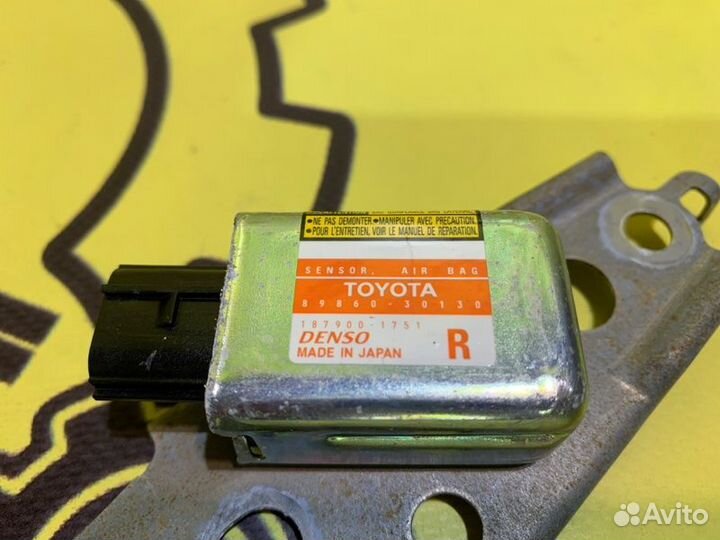 •NE PAS DEMONTER •MANIPULER AVEC PRECAUTION.
•POUR L'ENTRETIEN, VOIR LE MANUEL DE REPARATION.
SENSOR, AIR BAG
TOYOTA
89860-30130
187900-1751
DENSO
MADE IN JAPAN
R
Avito